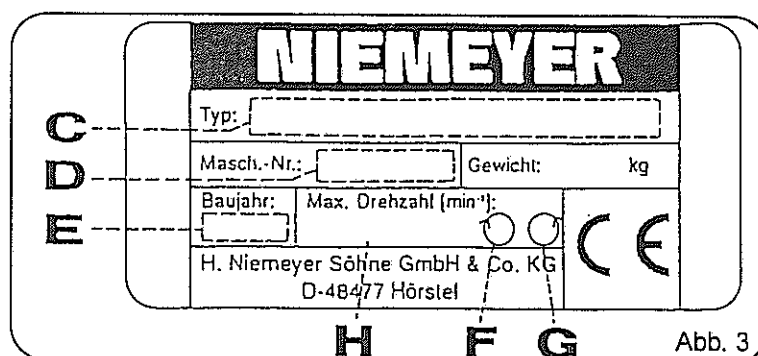 NIEMEYER
C Typ:
D Masch.-Nr.: Gewicht: kg
E Baujahr: Max. Drehzahl (min⁻¹):
H. Niemeyer Söhne GmbH & Co. KG CE
D-48477 Hörstel
H F G Abb. 3